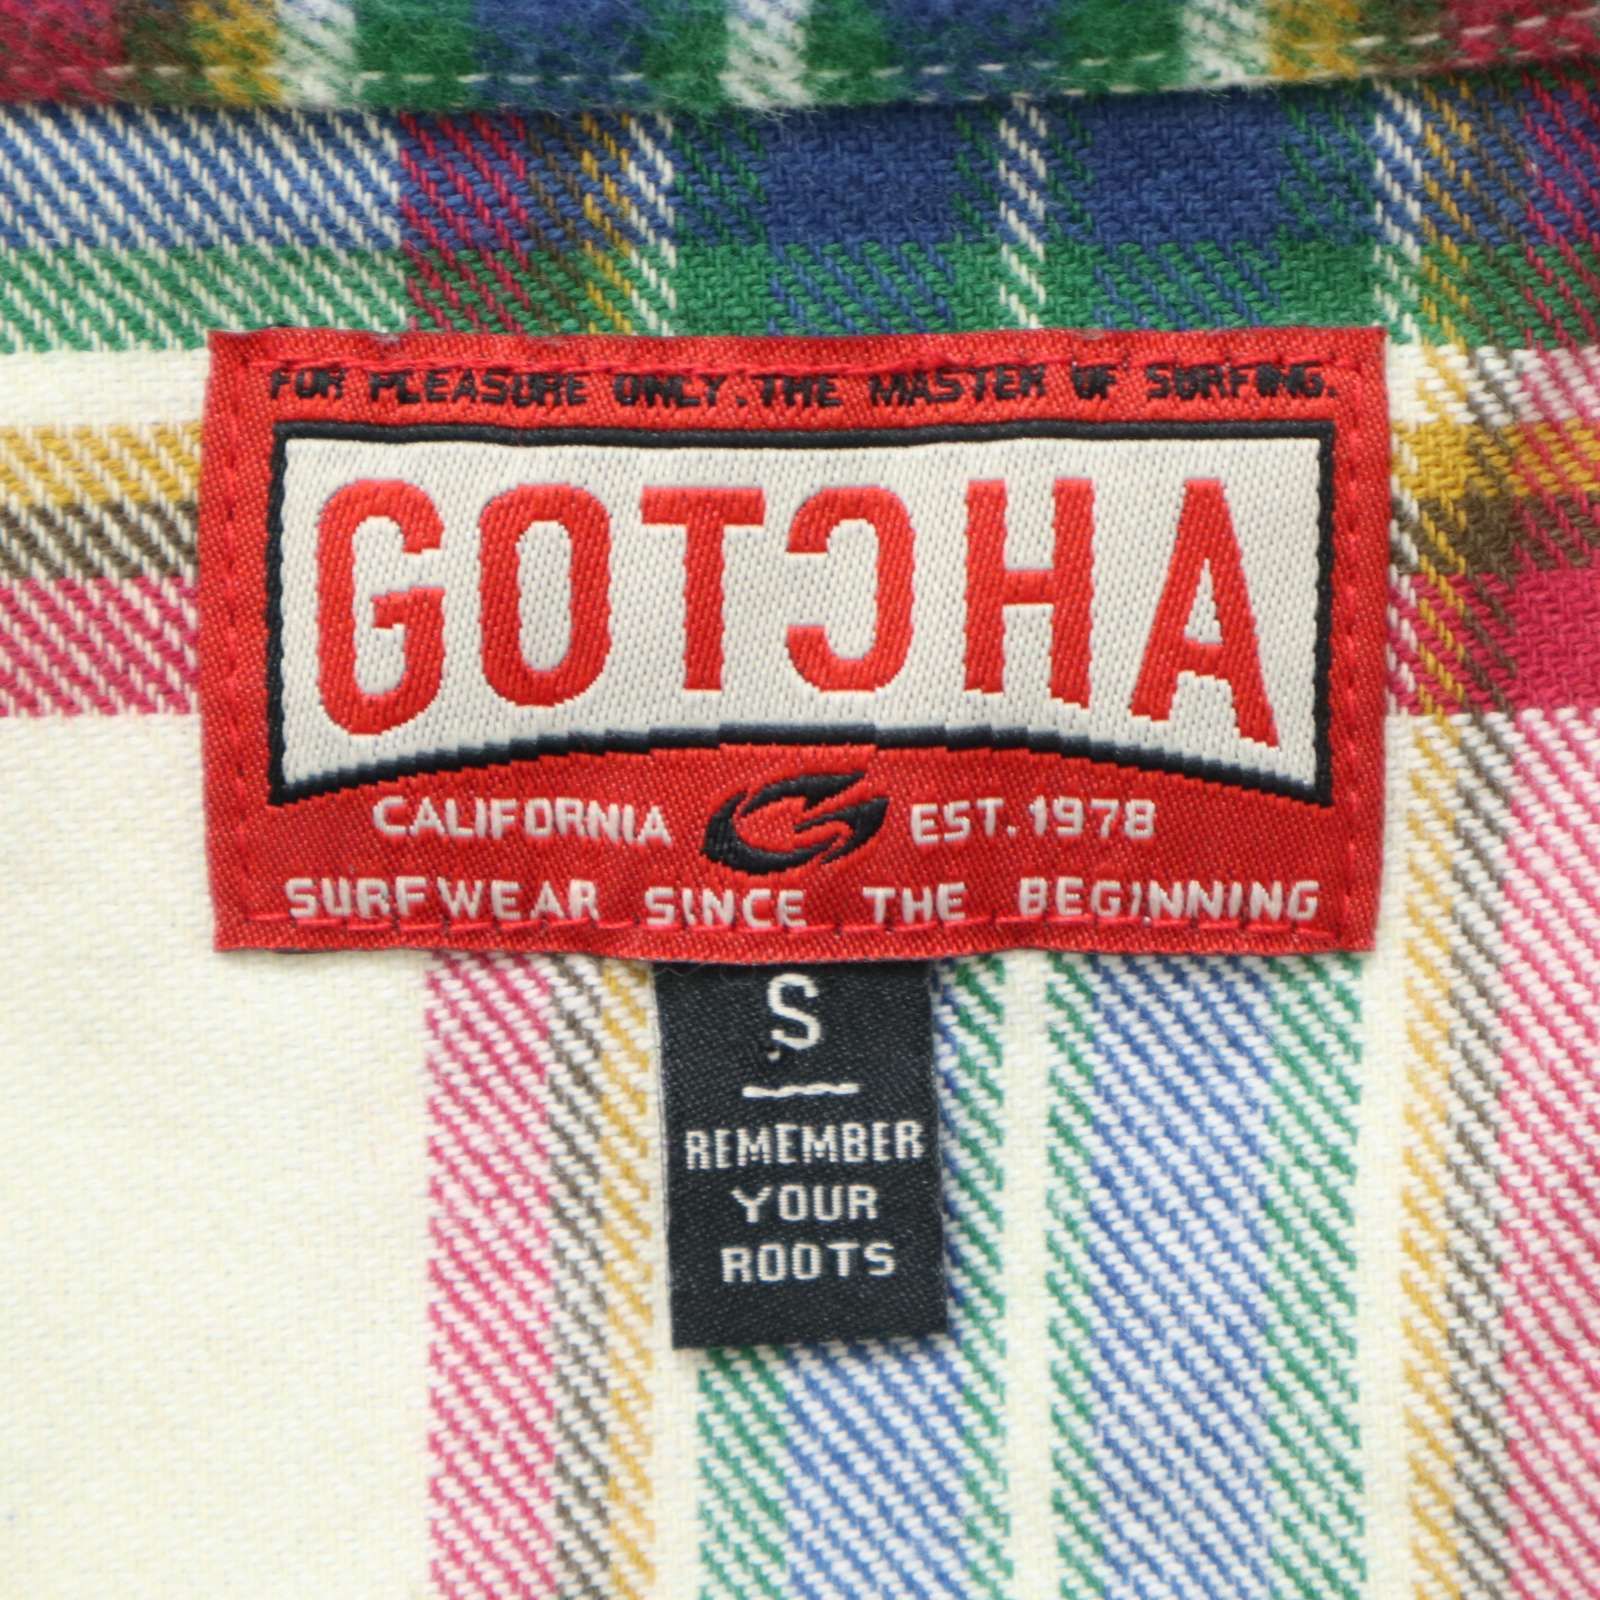 FOR PLEASURE ONLY. THE MASTER OF SURFING.
GOTCHA
CALIFORNIA EST. 1978
SURFWEAR SINCE THE BEGINNING
S
REMEMBER
YOUR
ROOTS